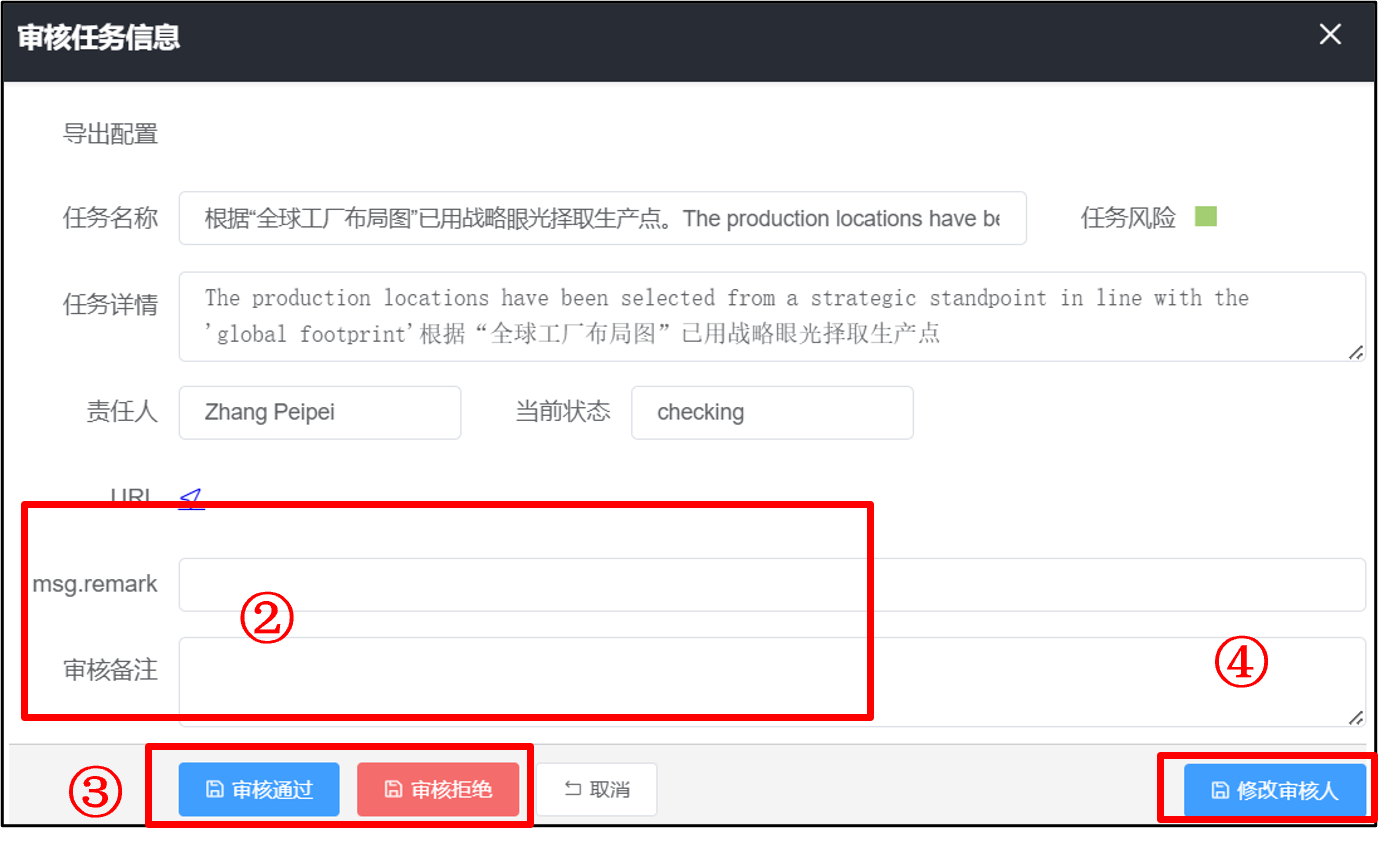 审核任务信息
导出配置
任务名称 根据“全球工厂布局图”已用战略眼光择取生产点。The production locations have be 任务风险
任务详情 The production locations have been selected from a strategic standpoint in line with the
'global footprint'根据“全球工厂布局图”已用战略眼光择取生产点
责任人 Zhang Peipei 当前状态 checking
URL
msg.remark
②
审核备注
④
③ 审核通过 审核拒绝 取消 修改审核人